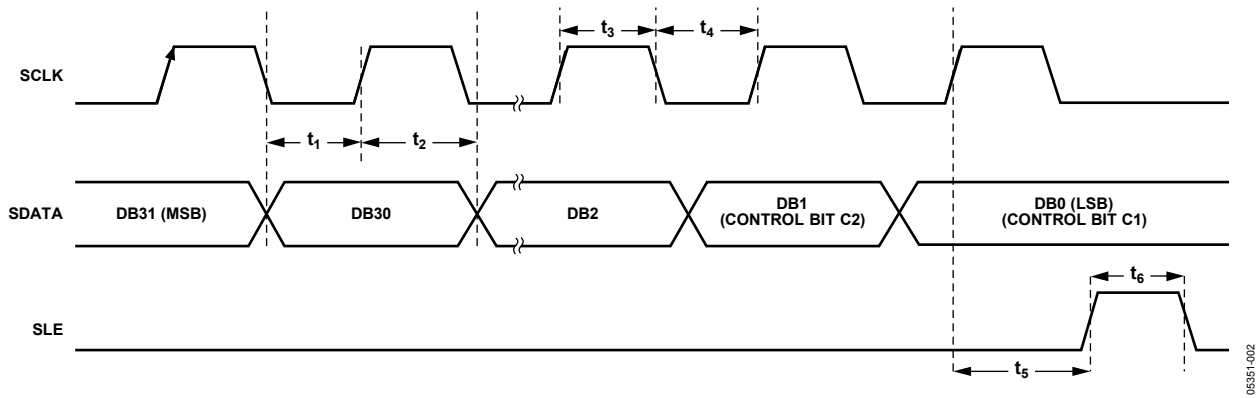 t3
t4
SCLK
t1
t2
SDATA
DB31 (MSB)
DB30
DB2
DB1
(CONTROL BIT C2)
DB0 (LSB)
(CONTROL BIT C1)
t6
SLE
t5
05351-002